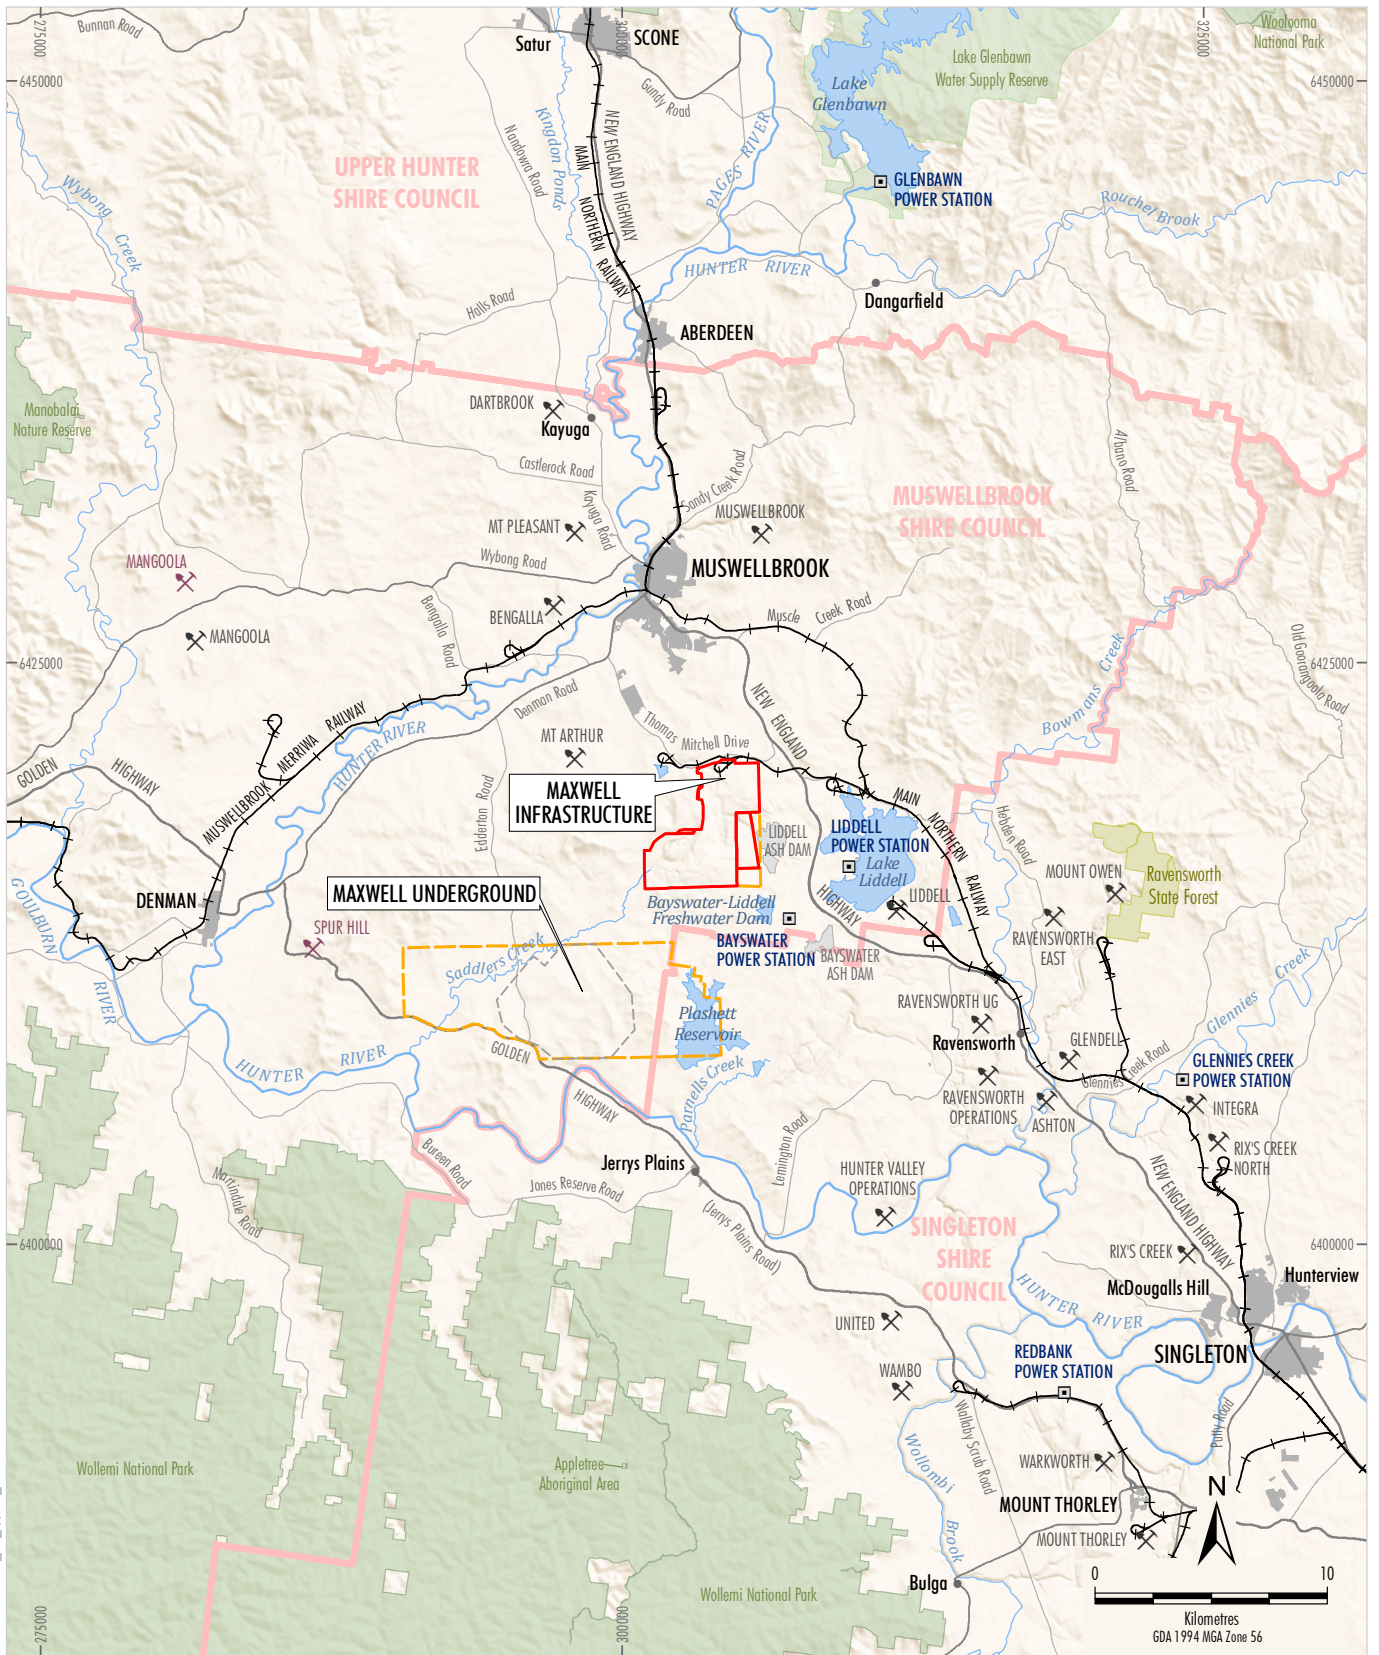 275000
Bunnan Road
Satur
SCONE
300000
325000
Woolooma
National Park
6450000
6450000
Gundy Road
Lake Glenbawn
Water Supply Reserve
Lake
Glenbawn
Kingdon Ponds
Nandowra Road
NEW ENGLAND HIGHWAY
MAIN
NORTHERN
RAILWAY
PAGES RIVER
UPPER HUNTER
SHIRE COUNCIL
GLENBAWN
POWER STATION
Wybong
Creek
Rouchel Brook
HUNTER RIVER
Dangarfield
Halls Road
ABERDEEN
Manobalai
Nature Reserve
DARTBROOK
Kayuga
Castlerock Road
Kayuga Road
Sandy Creek Road
Albano Road
MUSWELLBROOK
SHIRE COUNCIL
MT PLEASANT
MUSWELLBROOK
Wybong Road
MUSWELLBROOK
MANGOOLA
MANGOOLA
BENGALLA
Bengalla Road
Muscle
Creek Road
Old Goorangoola Road
Bowmans Creek
6425000
6425000
Denman Road
NEW ENGLAND
HIGHWAY
Thomas
Mitchell Drive
MT ARTHUR
GOLDEN
HIGHWAY
MUSWELLBROOK
MERRIWA
RAILWAY
HUNTER RIVER
Edderton Road
MAXWELL
INFRASTRUCTURE
MAIN
NORTHERN
RAILWAY
Hebden Road
LIDDELL
ASH DAM
LIDDELL
POWER STATION
Lake
Liddell
MOUNT OWEN
Ravensworth
State Forest
MAXWELL UNDERGROUND
DENMAN
GOULBURN
RIVER
SPUR HILL
LIDDELL
Bayswater-Liddell
Freshwater Dam
BAYSWATER
POWER STATION
BAYSWATER
ASH DAM
RAVENSWORTH
EAST
Saddlers Creek
Glennies Creek
Plashett
Reservoir
RAVENSWORTH UG
Ravensworth
GLENDELL
GOLDEN
HIGHWAY
HUNTER
RIVER
Parnells Creek
Glennies Creek Road
GLENNIES CREEK
POWER STATION
RAVENSWORTH
OPERATIONS
ASHTON
INTEGRA
Bureen Road
Martindale Road
Jerrys Plains
Jones Reserve Road
Lemington Road
HUNTER VALLEY
OPERATIONS
RIX'S CREEK
NORTH
NEW ENGLAND HIGHWAY
(Jerrys Plains Road)
SINGLETON
SHIRE
COUNCIL
6400000
6400000
RIX'S CREEK
McDougalls Hill
Hunterview
HUNTER RIVER
UNITED
SINGLETON
REDBANK
POWER STATION
WAMBO
Wallaby Scrub Road
Putty Road
Wollombi
Brook
Wollemi National Park
Appletree
Aboriginal Area
WARKWORTH
MOUNT THORLEY
MOUNT THORLEY
N
Bulga
Wollemi National Park
0
10
Kilometres
GDA 1994 MGA Zone 56
275000
300000